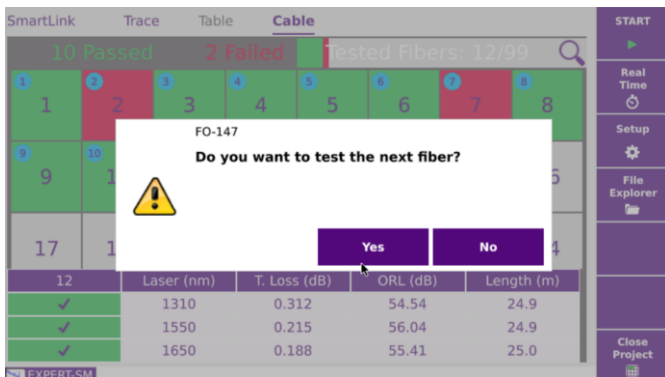 SmartLink Trace Table Cable START
10 Passed 2 Failed Tested Fibers: 12/99
Real
Time
1 2 3 4 5 6 7 8
1 2 3 4 5 6 7 8
Setup
FO-147
Do you want to test the next fiber?
9 10
9
File
Explorer
17
Yes No
12 Laser (nm) T. Loss (dB) ORL (dB) Length (m)
✓ 1310 0.312 54.54 24.9
✓ 1550 0.215 56.04 24.9
✓ 1650 0.188 55.41 25.0
Close
Project
EXPERT-SM